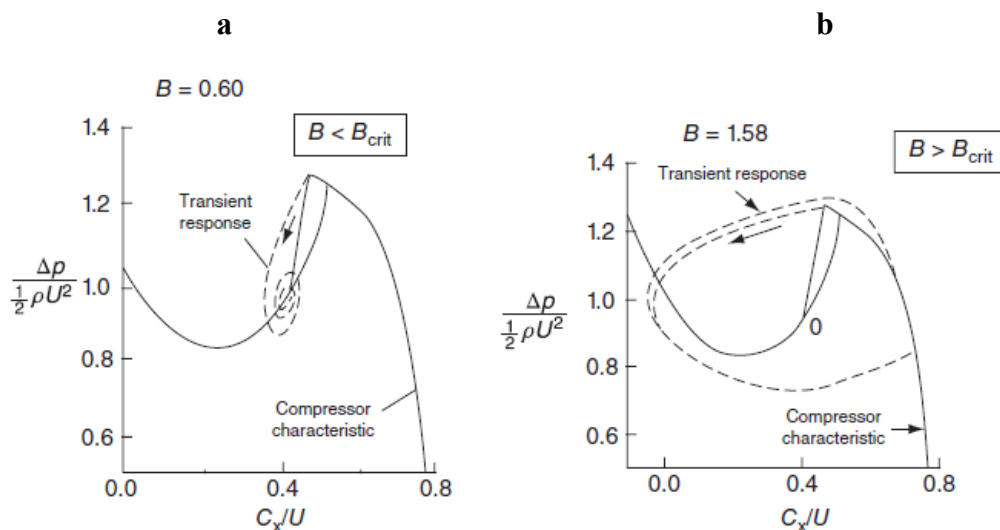 a
B = 0.60
B < Bcrit
1.4
1.2
1.0
0.8
0.6
Δp
½ρU²
Transient
response
Compressor
characteristic
0.0
0.4
0.8
Cx/U
b
B = 1.58
B > Bcrit
Transient response
1.4
1.2
1.0
0.8
0.6
Δp
½ρU²
0
Compressor
characteristic
0.0
0.4
0.8
Cx/U